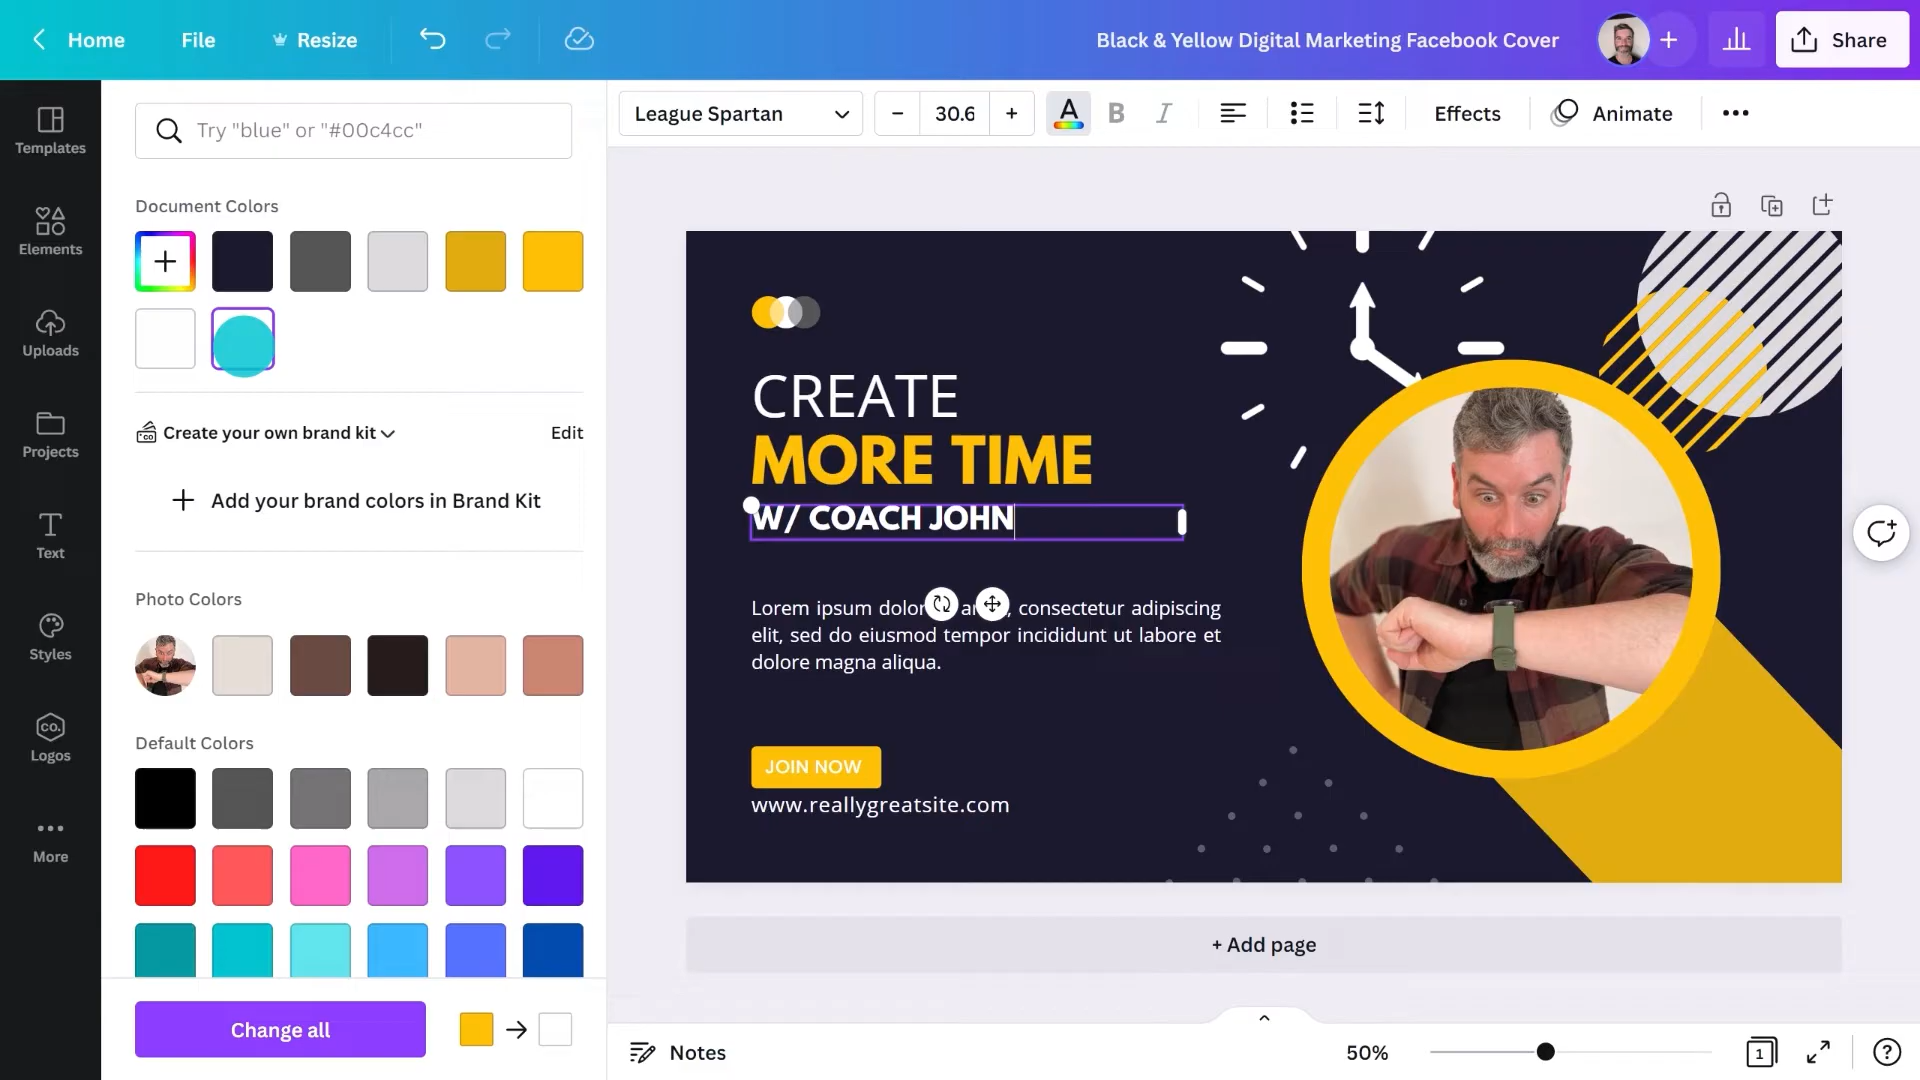 Home
File
Resize
Black & Yellow Digital Marketing Facebook Cover
Share
Templates
Elements
Uploads
Projects
Text
Styles
co.
Logos
More
Try "blue" or "#00c4cc"
Document Colors
co
Create your own brand kit
Edit
Add your brand colors in Brand Kit
Photo Colors
Default Colors
Change all
League Spartan
30.6
A
B
I
Effects
Animate
CREATE
MORE TIME
W/ COACH JOHN
Lorem ipsum dolor am, consectetur adipiscing
elit, sed do eiusmod tempor incididunt ut labore et
dolore magna aliqua.
JOIN NOW
www.reallygreatsite.com
+ Add page
Notes
50%
1
?